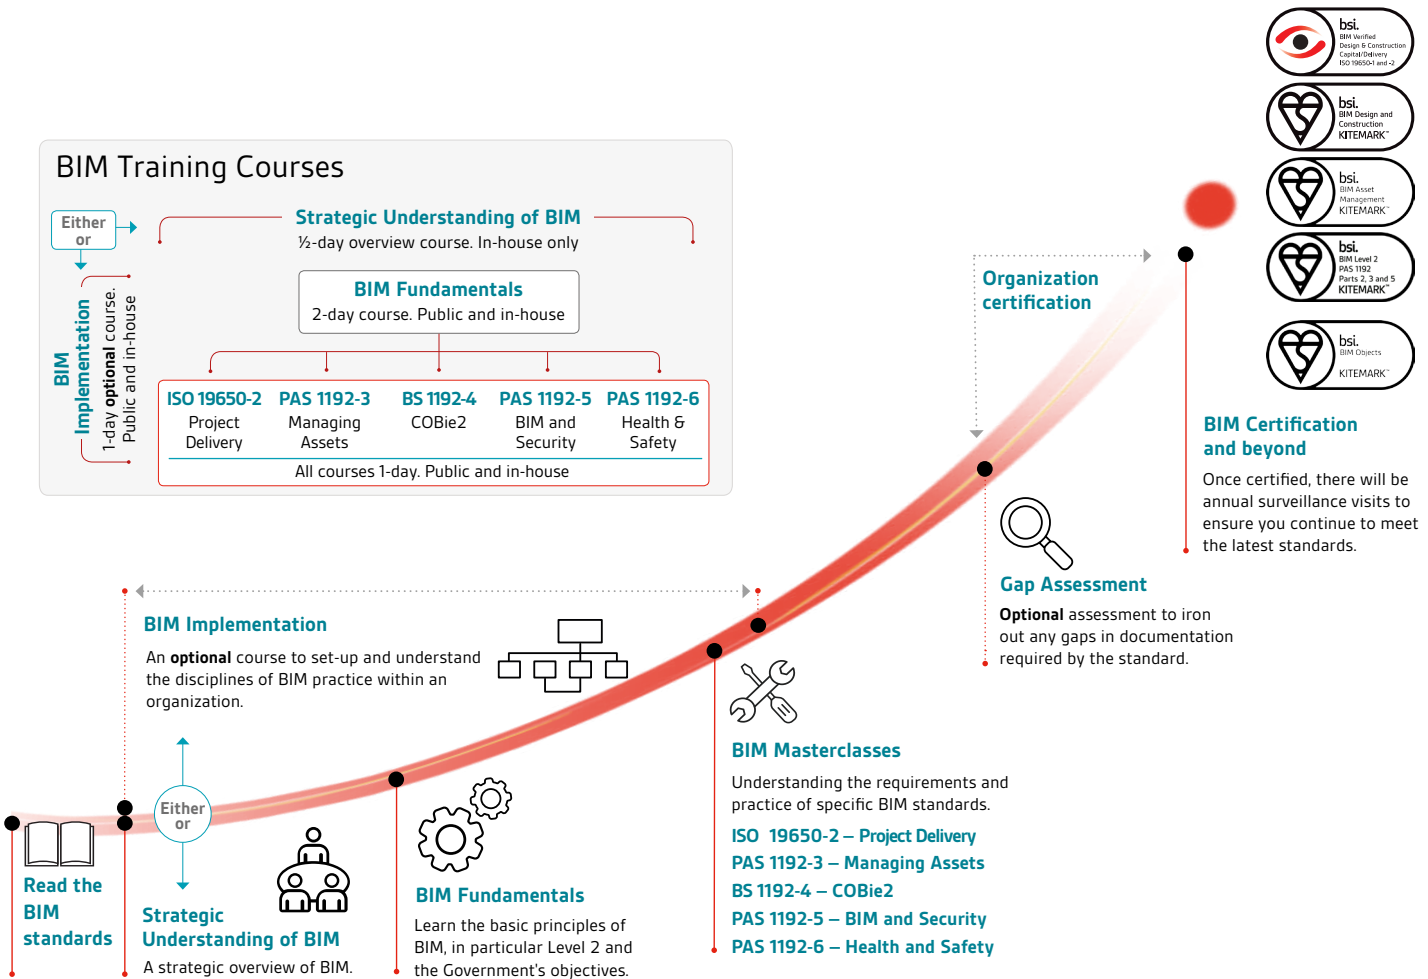 bsi.
BIM Verified
Design & Construction
Capital/Delivery
ISO 19650-1 and -2
bsi.
BIM Design and
Construction
KITEMARK™
bsi.
BIM Asset
Management
KITEMARK™
bsi.
BIM Level 2
PAS 1192
Parts 2, 3 and 5
KITEMARK™
bsi.
BIM Objects
KITEMARK™
BIM Training Courses
Either
or
Strategic Understanding of BIM
½-day overview course. In-house only
BIM
Implementation
1-day optional course.
Public and in-house
BIM Fundamentals
2-day course. Public and in-house
ISO 19650-2
Project
Delivery
PAS 1192-3
Managing
Assets
BS 1192-4
COBie2
PAS 1192-5
BIM and
Security
PAS 1192-6
Health &
Safety
All courses 1-day. Public and in-house
Organization
certification
BIM Certification
and beyond
Once certified, there will be
annual surveillance visits to
ensure you continue to meet
the latest standards.
Gap Assessment
Optional assessment to iron
out any gaps in documentation
required by the standard.
BIM Implementation
An optional course to set-up and understand
the disciplines of BIM practice within an
organization.
Either
or
Read the
BIM
standards
Strategic
Understanding of BIM
A strategic overview of BIM.
BIM Fundamentals
Learn the basic principles of
BIM, in particular Level 2 and
the Government's objectives.
BIM Masterclasses
Understanding the requirements and
practice of specific BIM standards.
ISO 19650-2 – Project Delivery
PAS 1192-3 – Managing Assets
BS 1192-4 – COBie2
PAS 1192-5 – BIM and Security
PAS 1192-6 – Health and Safety